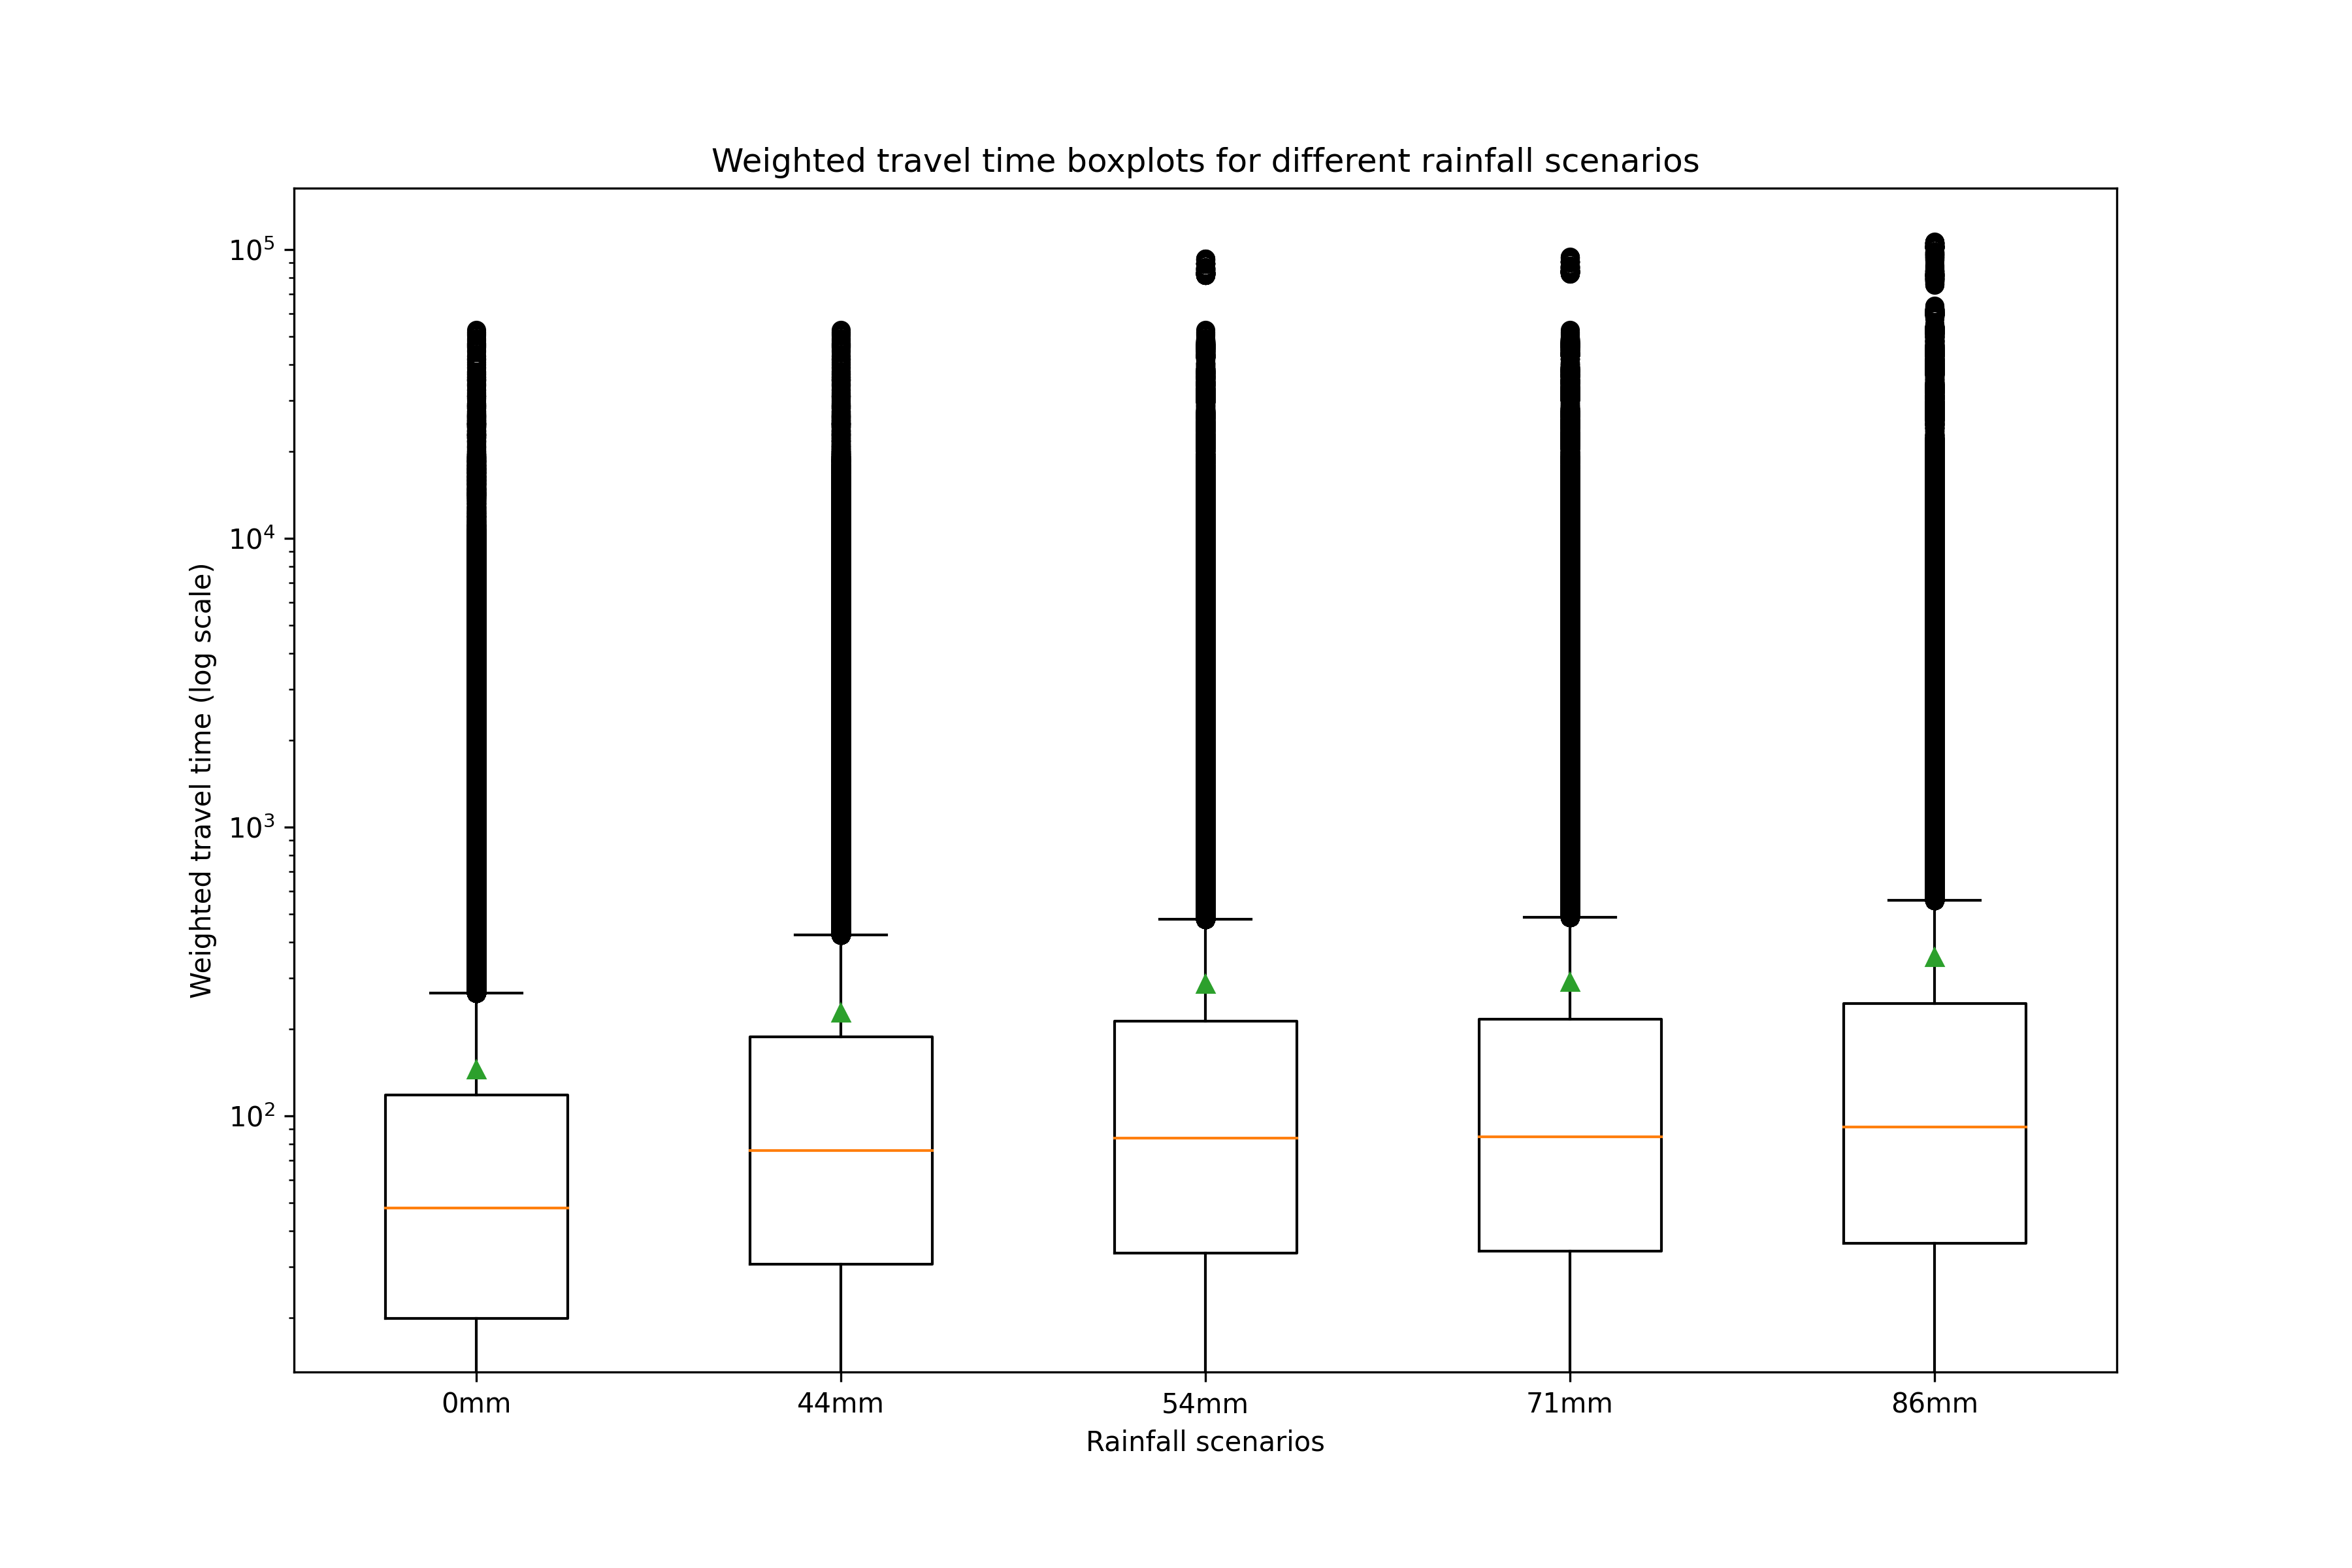 Weighted travel time boxplots for different rainfall scenarios
Weighted travel time (log scale)
10⁵
10⁴
10³
10²
0mm 44mm 54mm 71mm 86mm
Rainfall scenarios